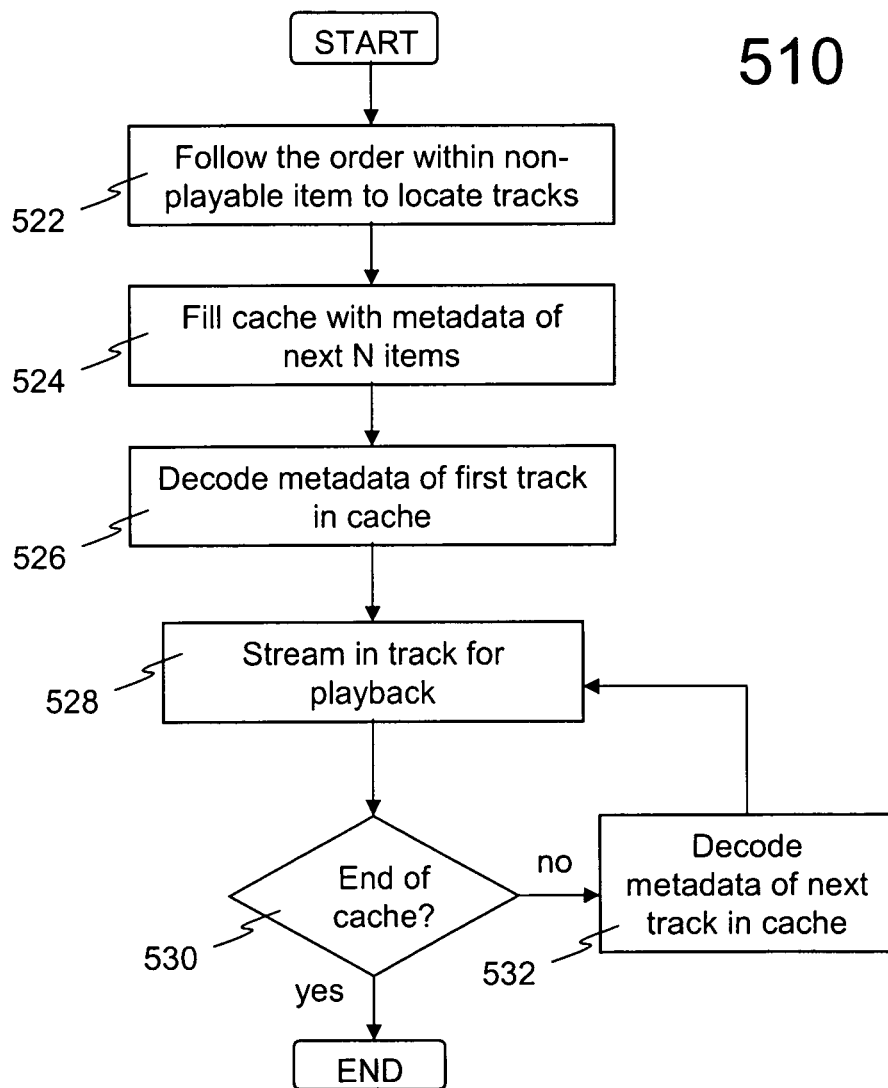 START
510
Follow the order within non-
playable item to locate tracks
522
Fill cache with metadata of
next N items
524
Decode metadata of first track
in cache
526
Stream in track for
playback
528
End of
cache?
530
no
Decode
metadata of next
track in cache
532
yes
END